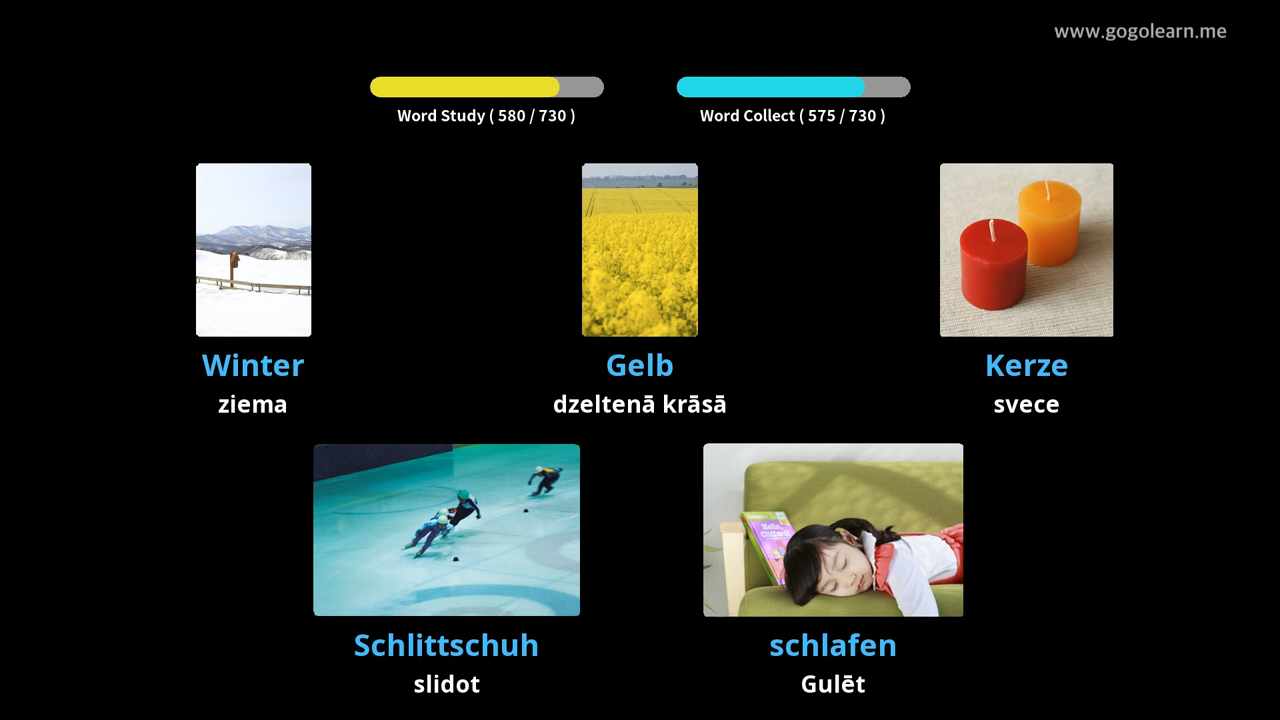 www.gogolearn.me
Word Study ( 580 / 730 )
Word Collect ( 575 / 730 )
Winter
ziema
Gelb
dzeltenā krāsā
Kerze
svece
Schlittschuh
slidot
schlafen
Gulēt